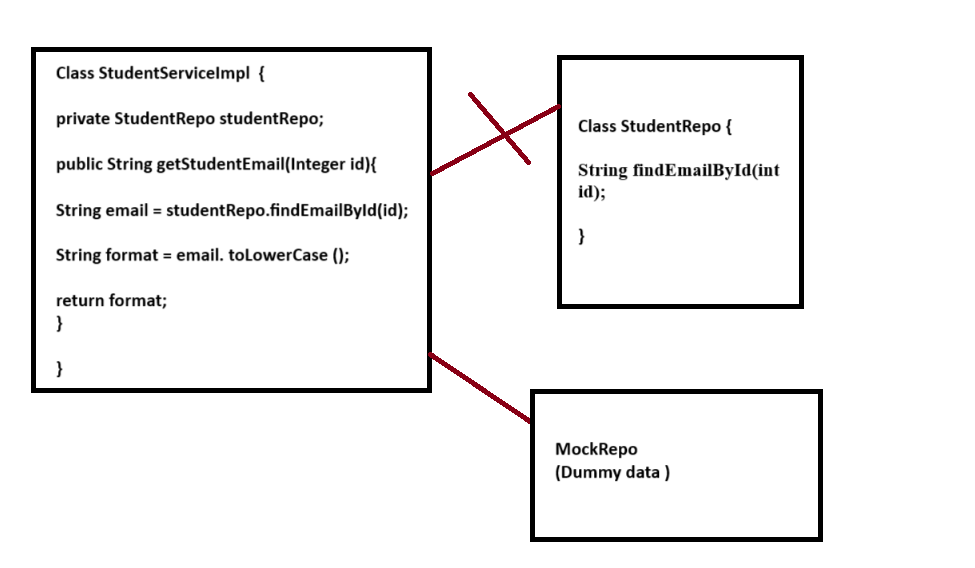 Class StudentServiceImpl {
private StudentRepo studentRepo;
public String getStudentEmail(Integer id){
String email = studentRepo.findEmailById(id);
String format = email. toLowerCase ();
return format;
}
}
Class StudentRepo {
String findEmailById(int
id);
}
MockRepo
(Dummy data )